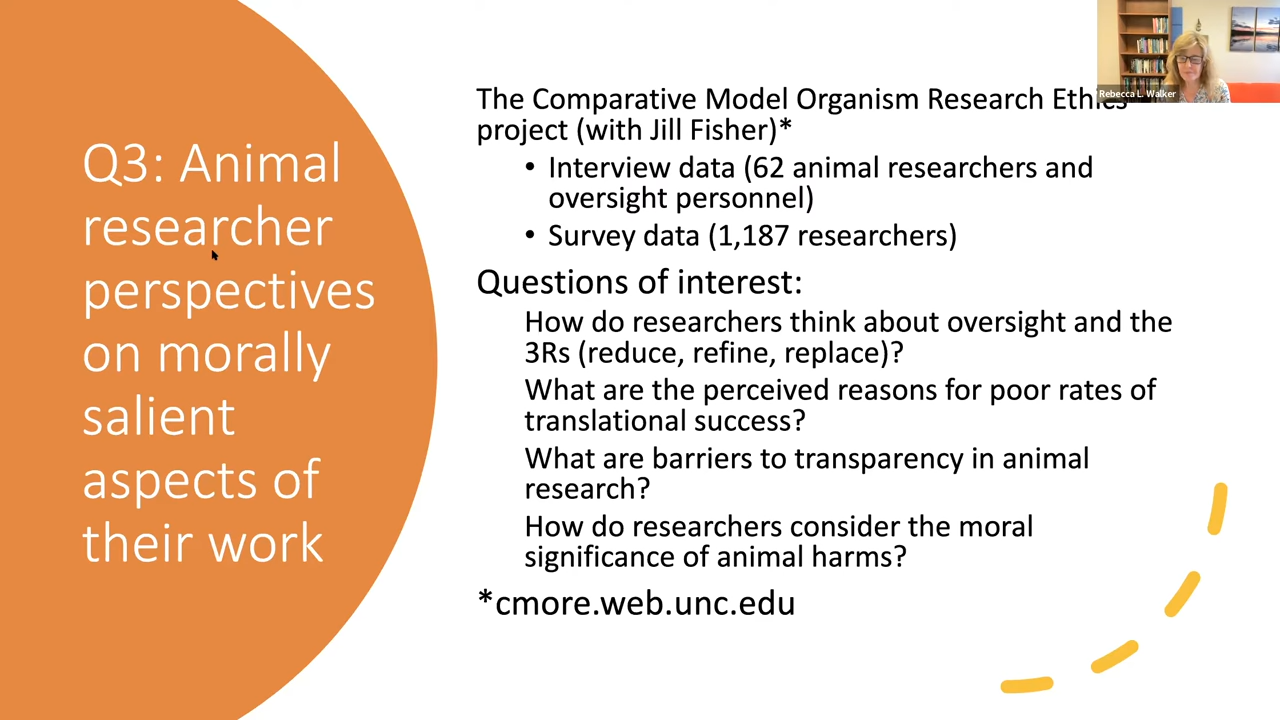 Q3: Animal
researcher
perspectives
on morally
salient
aspects of
their work
The Comparative Model Organism Research Ethics
project (with Jill Fisher)*
• Interview data (62 animal researchers and
oversight personnel)
• Survey data (1,187 researchers)
Questions of interest:
How do researchers think about oversight and the
3Rs (reduce, refine, replace)?
What are the perceived reasons for poor rates of
translational success?
What are barriers to transparency in animal
research?
How do researchers consider the moral
significance of animal harms?
*cmore.web.unc.edu
Rebecca L. Walker